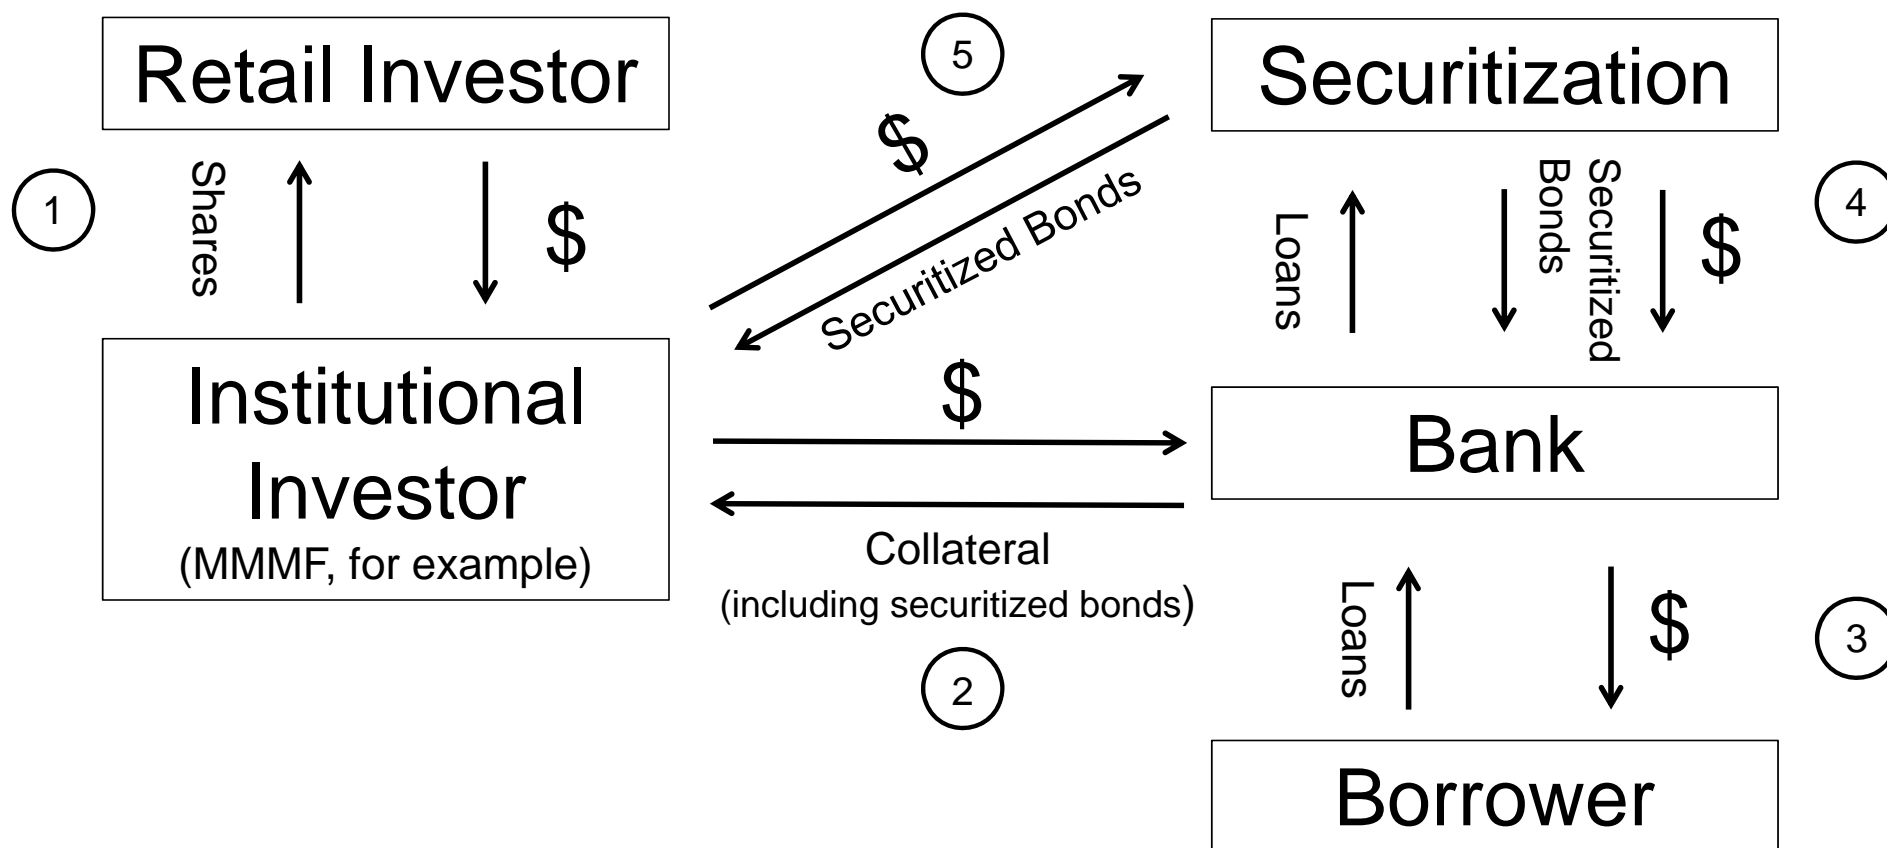 Retail Investor
5
Securitization
1
Shares
$
$
Securitized Bonds
Loans
Securitized
Bonds
$
4
Institutional
Investor
(MMMF, for example)
$
Collateral
(including securitized bonds)
2
Bank
Loans
$
3
Borrower